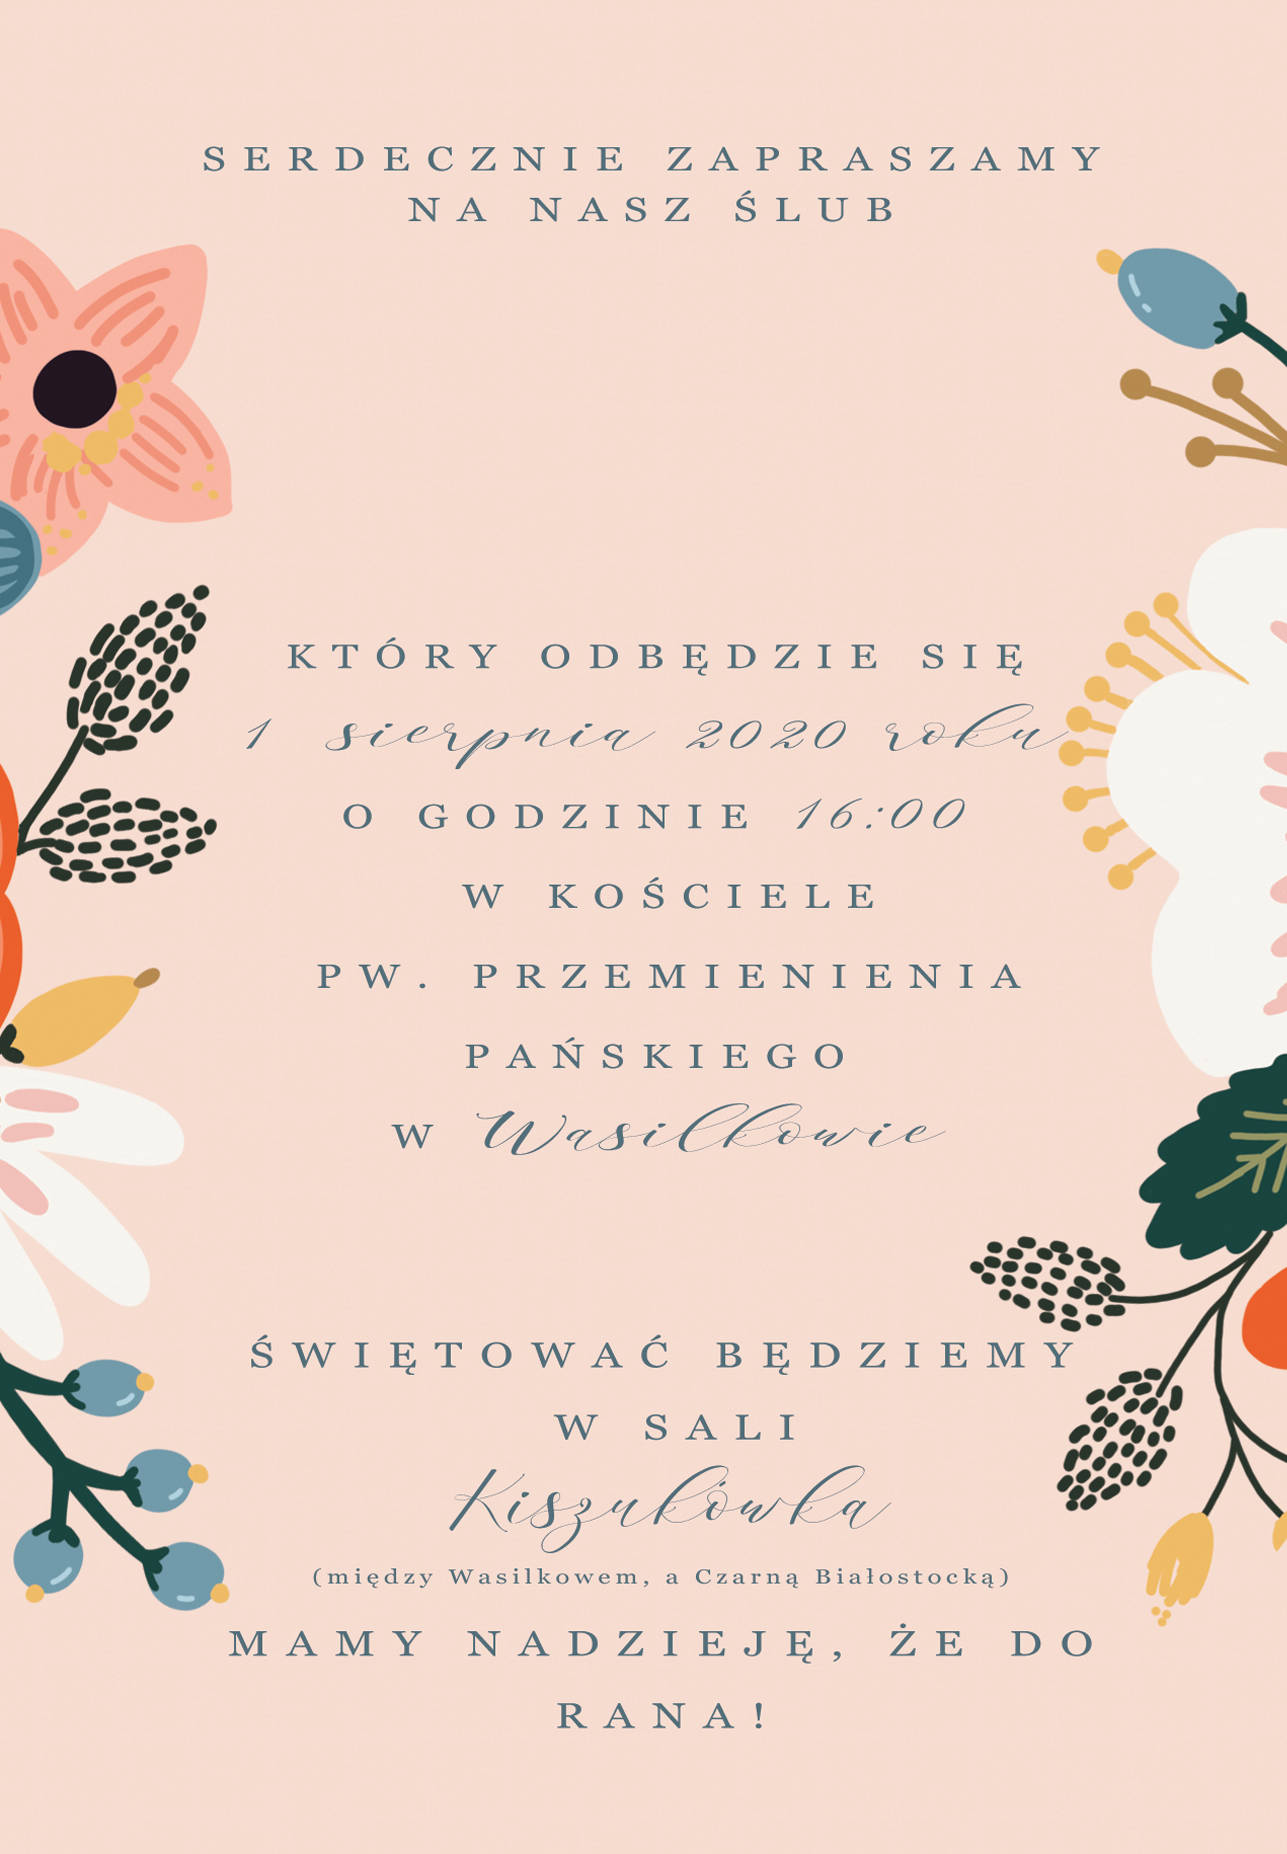 SERDECZNIE ZAPRASZAMY
NA NASZ ŚLUB
KTÓRY ODBĘDZIE SIĘ
1 sierpnia 2020 roku
O GODZINIE 16:00
W KOŚCIELE
PW. PRZEMIENIENIA
PAŃSKIEGO
W Wasilkowie
ŚWIĘTOWAĆ BĘDZIEMY
W SALI
Kiszukówka
(między Wasilkowem, a Czarną Białostocką)
MAMY NADZIEJĘ, ŻE DO
RANA!